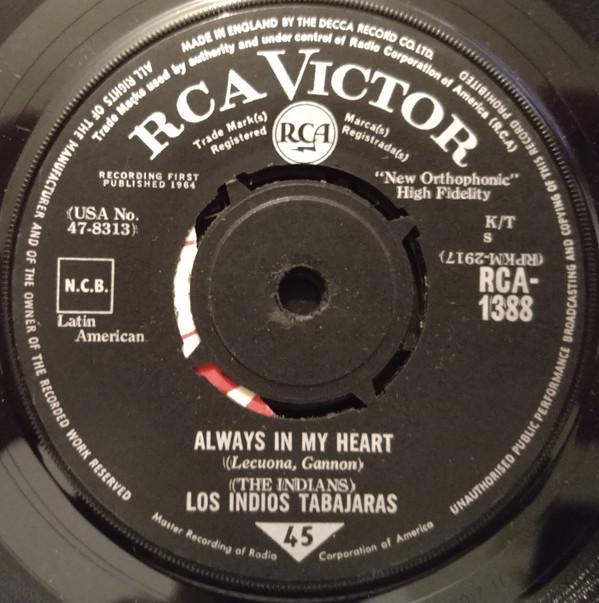 MADE IN ENGLAND BY THE DECCA RECORD CO. LTD.
Trade Marks used by authority and under control of Radio Corporation of America (R.C.A)
ALL RIGHTS OF THE MANUFACTURER AND OF THE OWNER OF THE RECORDED WORK RESERVED
UNAUTHORISED PUBLIC PERFORMANCE BROADCASTING AND COPYING OF THIS RECORD PROHIBITED
RCA VICTOR
Trade Mark(s)
Registered
RCA
Marca(s)
Registrada(s)
RECORDING FIRST
PUBLISHED 1964
"New Orthophonic"
High Fidelity
(USA No.
47-8313)
K/T
s
(RPKM-2917)
N.C.B.
RCA-
1388
Latin
American
ALWAYS IN MY HEART
(Lecuona, Gannon)
(THE INDIANS)
LOS INDIOS TABAJARAS
45
Master Recording of Radio Corporation of America